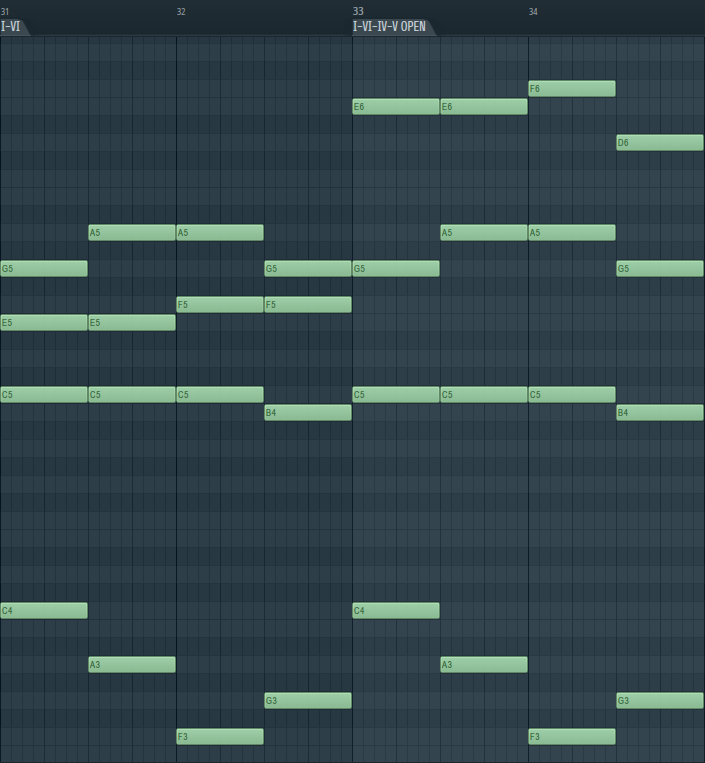 31 32 33 34
I-VI I-VI-IV-V OPEN
F6
E6 E6
D6
A5 A5 A5 A5
G5 G5 G5 G5
F5 F5
E5 E5
C5 C5 C5 C5 C5 C5
B4 B4
C4 C4
A3 A3
G3 G3
F3 F3